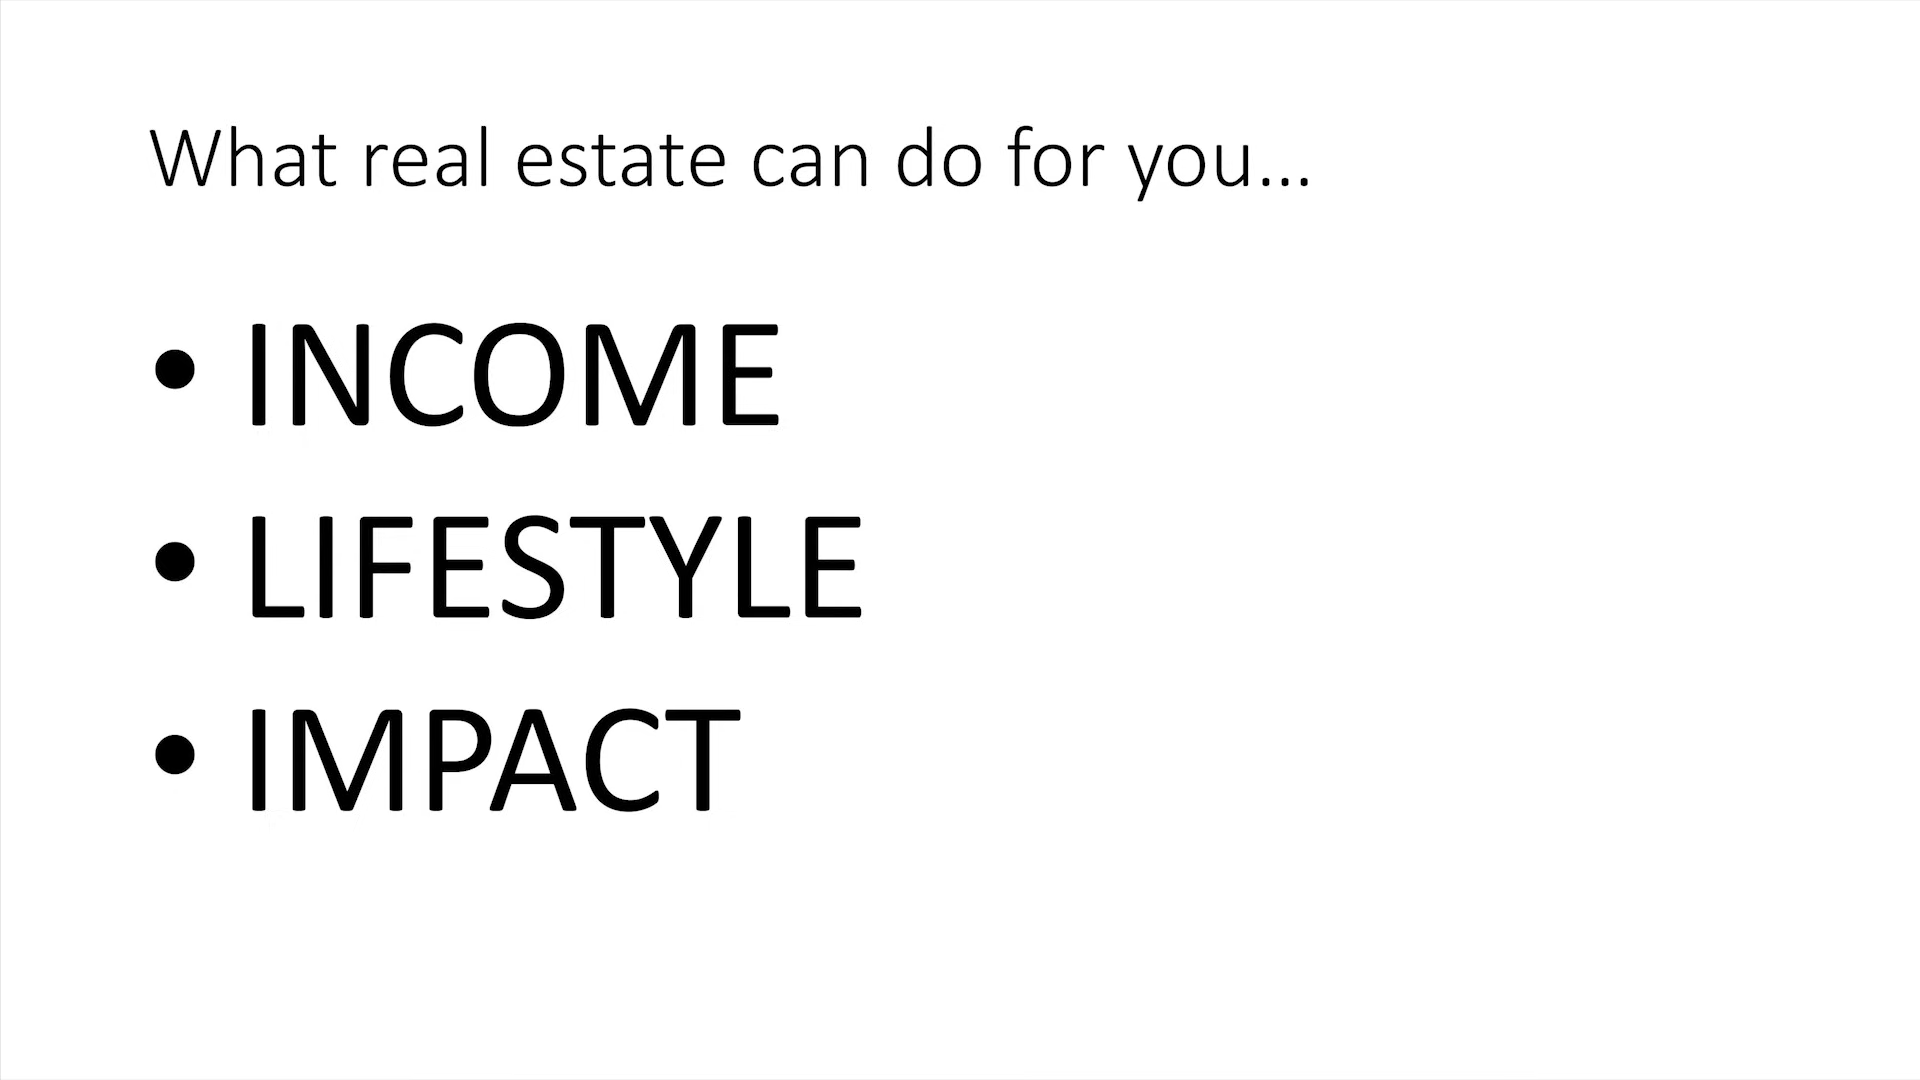 What real estate can do for you...
• INCOME
• LIFESTYLE
• IMPACT